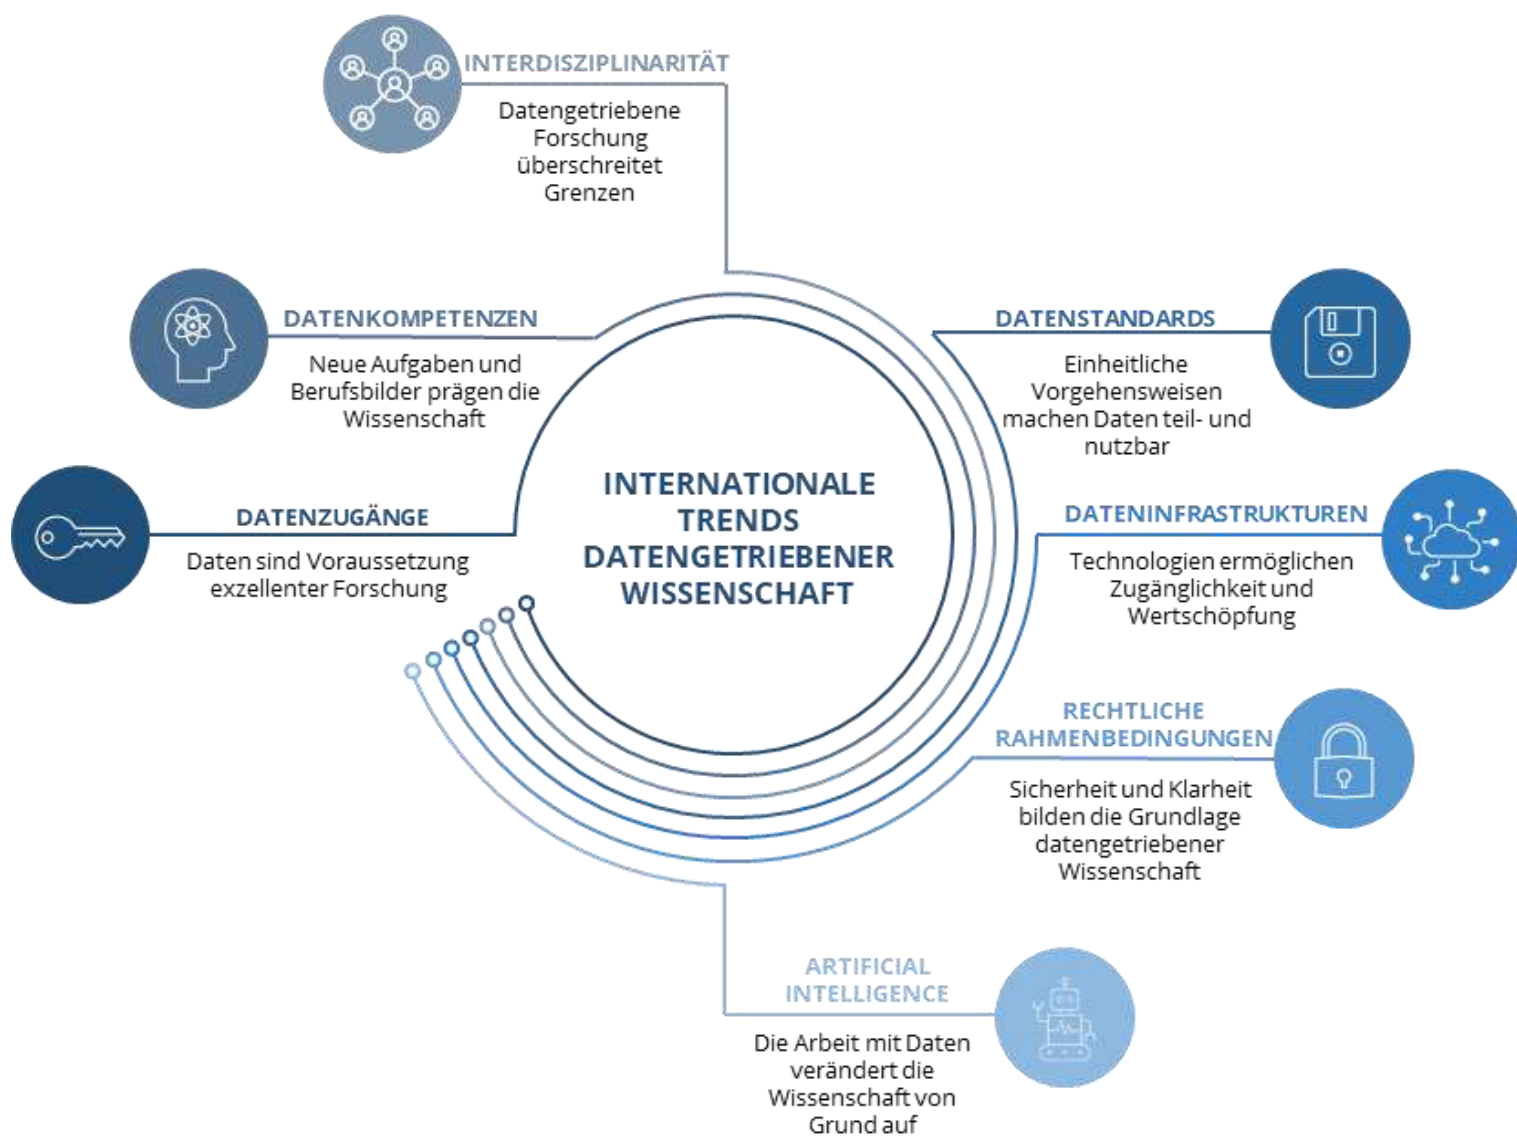 INTERDISZIPLINARITÄT
Datengetriebene
Forschung
überschreitet
Grenzen
DATENKOMPETENZEN
Neue Aufgaben und
Berufsbilder prägen die
Wissenschaft
DATENZUGÄNGE
Daten sind Voraussetzung
exzellenter Forschung
INTERNATIONALE
TRENDS
DATENGETRIEBENER
WISSENSCHAFT
DATENSTANDARDS
Einheitliche
Vorgehensweisen
machen Daten teil- und
nutzbar
DATENINFRASTRUKTUREN
Technologien ermöglichen
Zugänglichkeit und
Wertschöpfung
RECHTLICHE
RAHMENBEDINGUNGEN
Sicherheit und Klarheit
bilden die Grundlage
datengetriebener
Wissenschaft
ARTIFICIAL
INTELLIGENCE
Die Arbeit mit Daten
verändert die
Wissenschaft von
Grund auf